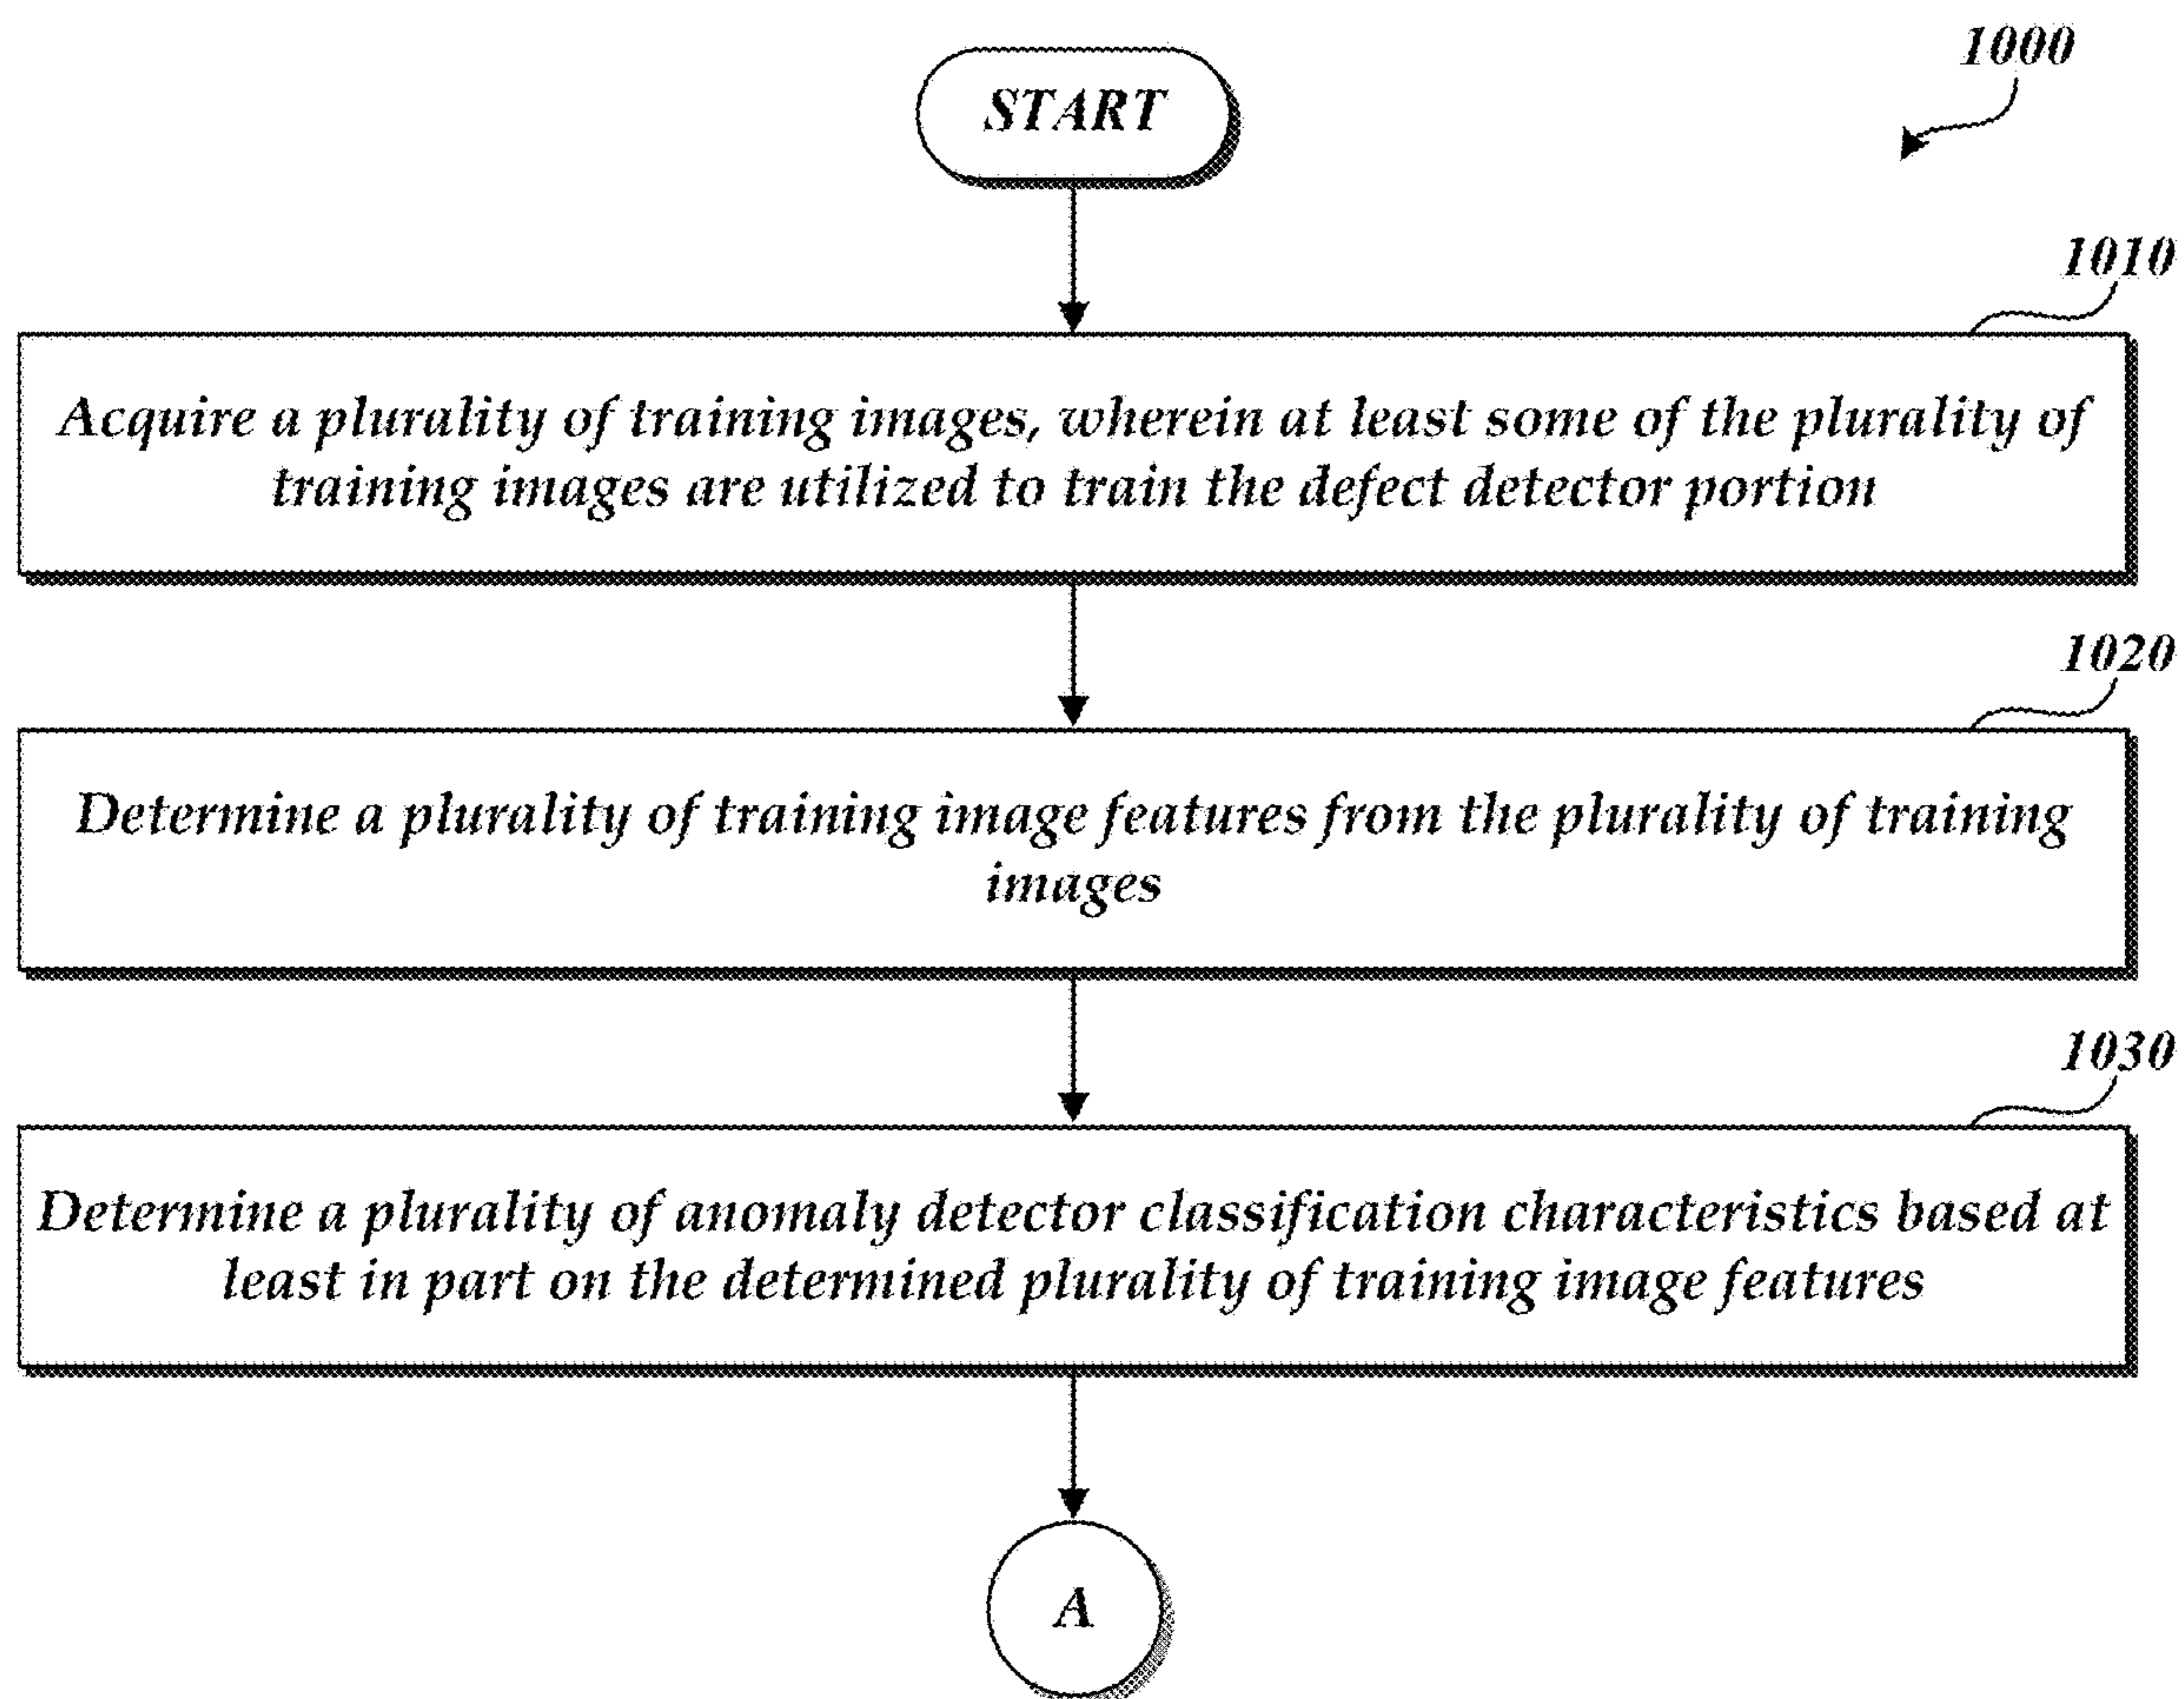 1000
START
1010
Acquire a plurality of training images, wherein at least some of the plurality of
training images are utilized to train the defect detector portion
1020
Determine a plurality of training image features from the plurality of training
images
1030
Determine a plurality of anomaly detector classification characteristics based at
least in part on the determined plurality of training image features
A